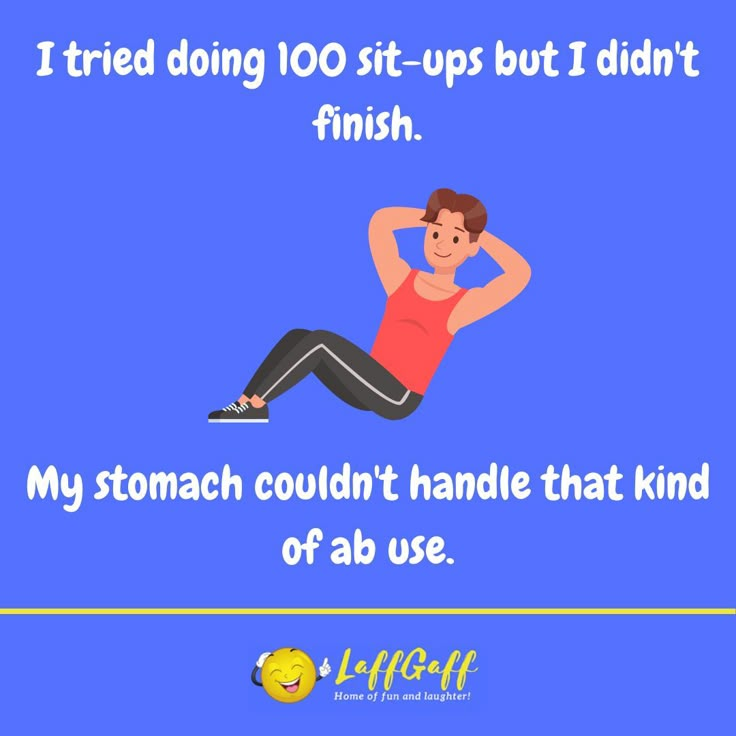 I tried doing 100 sit-ups but I didn't
finish.
My stomach couldn't handle that kind
of ab use.
LaffGaff
Home of fun and laughter!